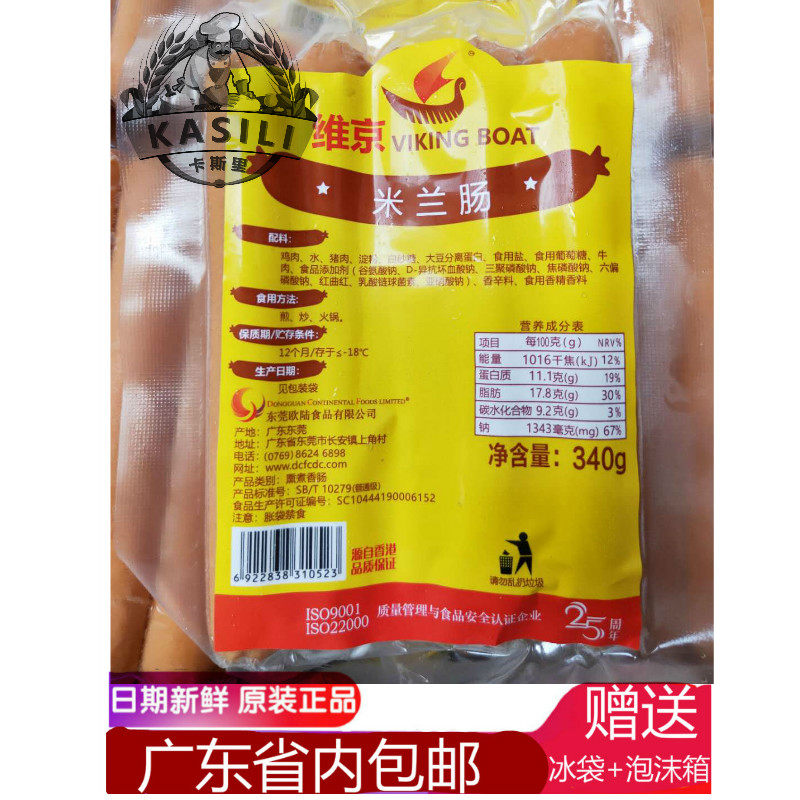 KASILI
卡斯里
维京 VIKING BOAT
米兰肠
配料:
鸡肉、水、猪肉、淀粉、白砂糖、大豆分离蛋白、食用盐、食用葡萄糖、牛
肉、食品添加剂(谷氨酸钠、D-异抗坏血酸钠、三聚磷酸钠、焦磷酸钠、六偏
磷酸钠、红曲红、乳酸链球菌素、亚硝酸钠)、香辛料、食用香精香料
食用方法:
煎、炒、火锅。
保质期/贮存条件:
12个月/存于≤-18℃
生产日期:
见包装袋
DONGGUAN CONTINENTAL FOODS LIMITED
东莞欧陆食品有限公司
产地: 广东东莞
地址: 广东省东莞市长安镇上角村
电话: (0769) 8624 6898
网址: www.dcfcdc.com
产品类别: 熏煮香肠
产品标准号: SB/T 10279(普通级)
食品生产许可证编号: SC10444190006152
注意: 胀袋禁食
营养成分表
项目 每100克(g) NRV%
能量 1016千焦(kJ) 12%
蛋白质 11.1克(g) 19%
脂肪 17.8克(g) 30%
碳水化合物 9.2克(g) 3%
钠 1343毫克(mg) 67%
净含量: 340g
6 922838 310523
源自香港
品质保证
请勿乱扔垃圾
ISO9001
ISO22000
质量管理与食品安全认证企业
25周年
日期新鲜 原装正品
广东省内包邮
赠送
冰袋+泡沫箱